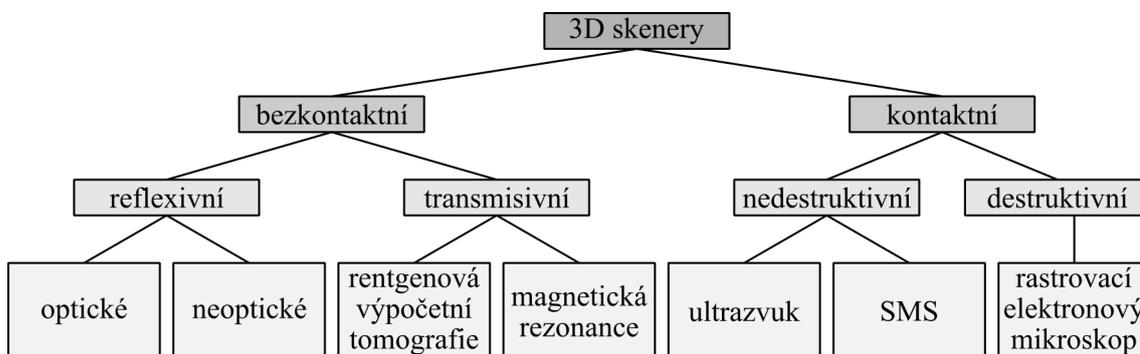 3D skenery
bezkontaktní
kontaktní
reflexivní
transmisivní
nedestruktivní
destruktivní
optické
neoptické
rentgenová
výpočetní
tomografie
magnetická
rezonance
ultrazvuk
SMS
rastrovací
elektronový
mikroskop